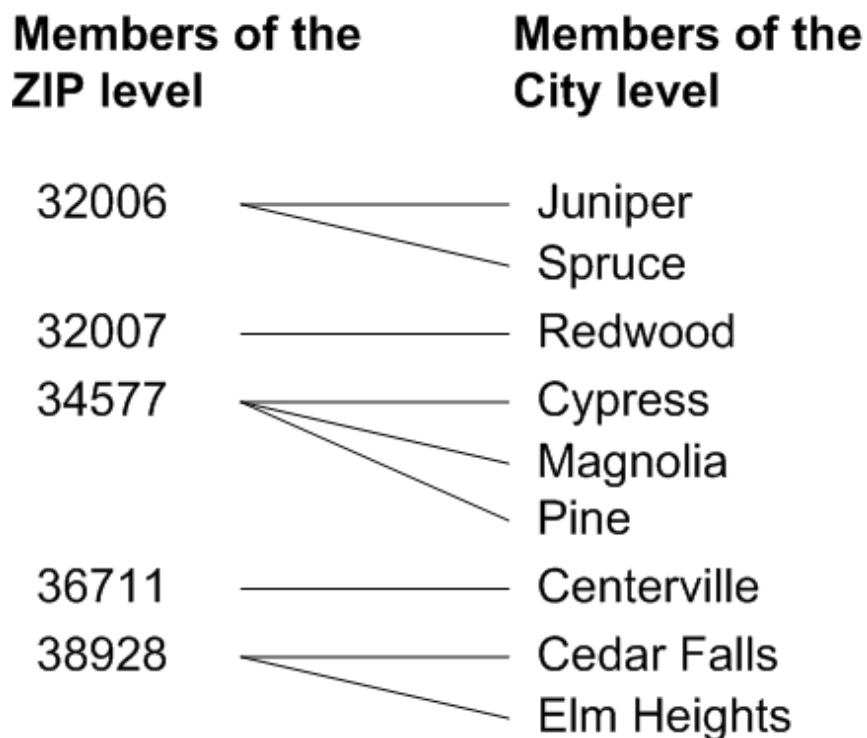 Members of the Members of the
ZIP level City level
32006 Juniper
Spruce
32007 Redwood
34577 Cypress
Magnolia
Pine
36711 Centerville
38928 Cedar Falls
Elm Heights